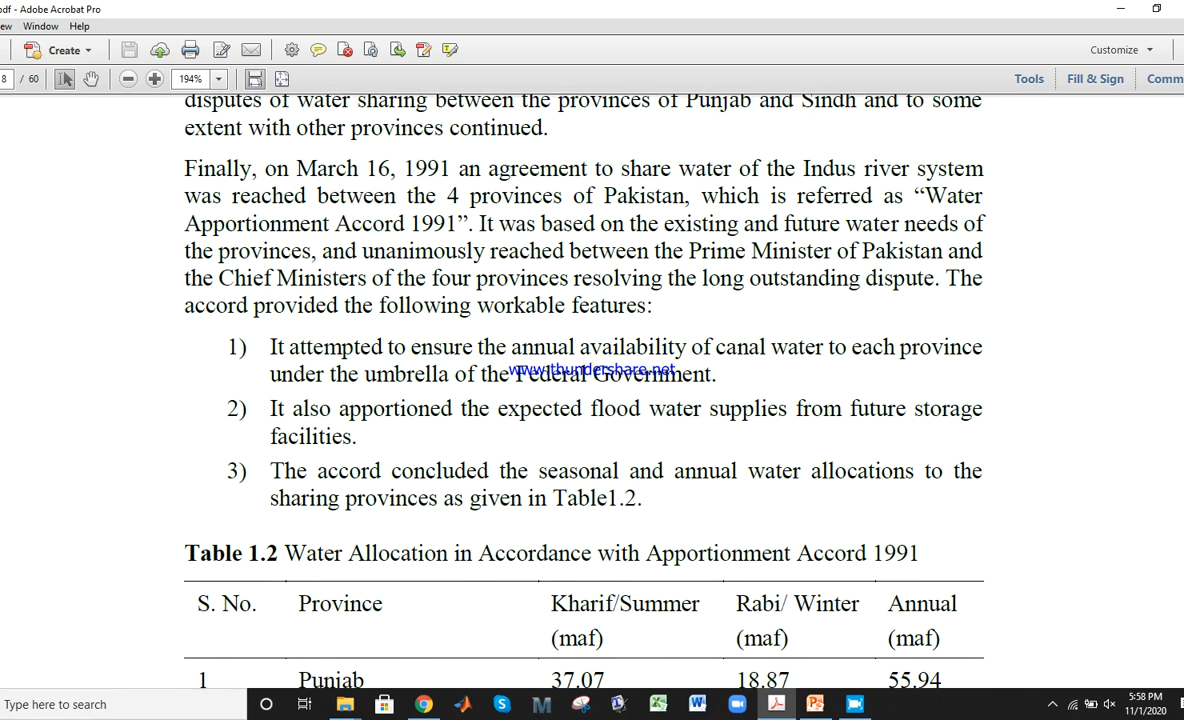 odf - Adobe Acrobat Pro
ew Window Help
Create
Customize
8 / 60
194%
Tools Fill & Sign Comm
disputes of water sharing between the provinces of Punjab and Sindh and to some
extent with other provinces continued.
Finally, on March 16, 1991 an agreement to share water of the Indus river system
was reached between the 4 provinces of Pakistan, which is referred as “Water
Apportionment Accord 1991”. It was based on the existing and future water needs of
the provinces, and unanimously reached between the Prime Minister of Pakistan and
the Chief Ministers of the four provinces resolving the long outstanding dispute. The
accord provided the following workable features:
1) It attempted to ensure the annual availability of canal water to each province
under the umbrella of the Federal Government.
www.thundershare.net
2) It also apportioned the expected flood water supplies from future storage
facilities.
3) The accord concluded the seasonal and annual water allocations to the
sharing provinces as given in Table1.2.
Table 1.2 Water Allocation in Accordance with Apportionment Accord 1991
S. No. Province Kharif/Summer Rabi/ Winter Annual
(maf) (maf) (maf)
1 Punjab 37.07 18.87 55.94
Type here to search
5:58 PM
11/1/2020